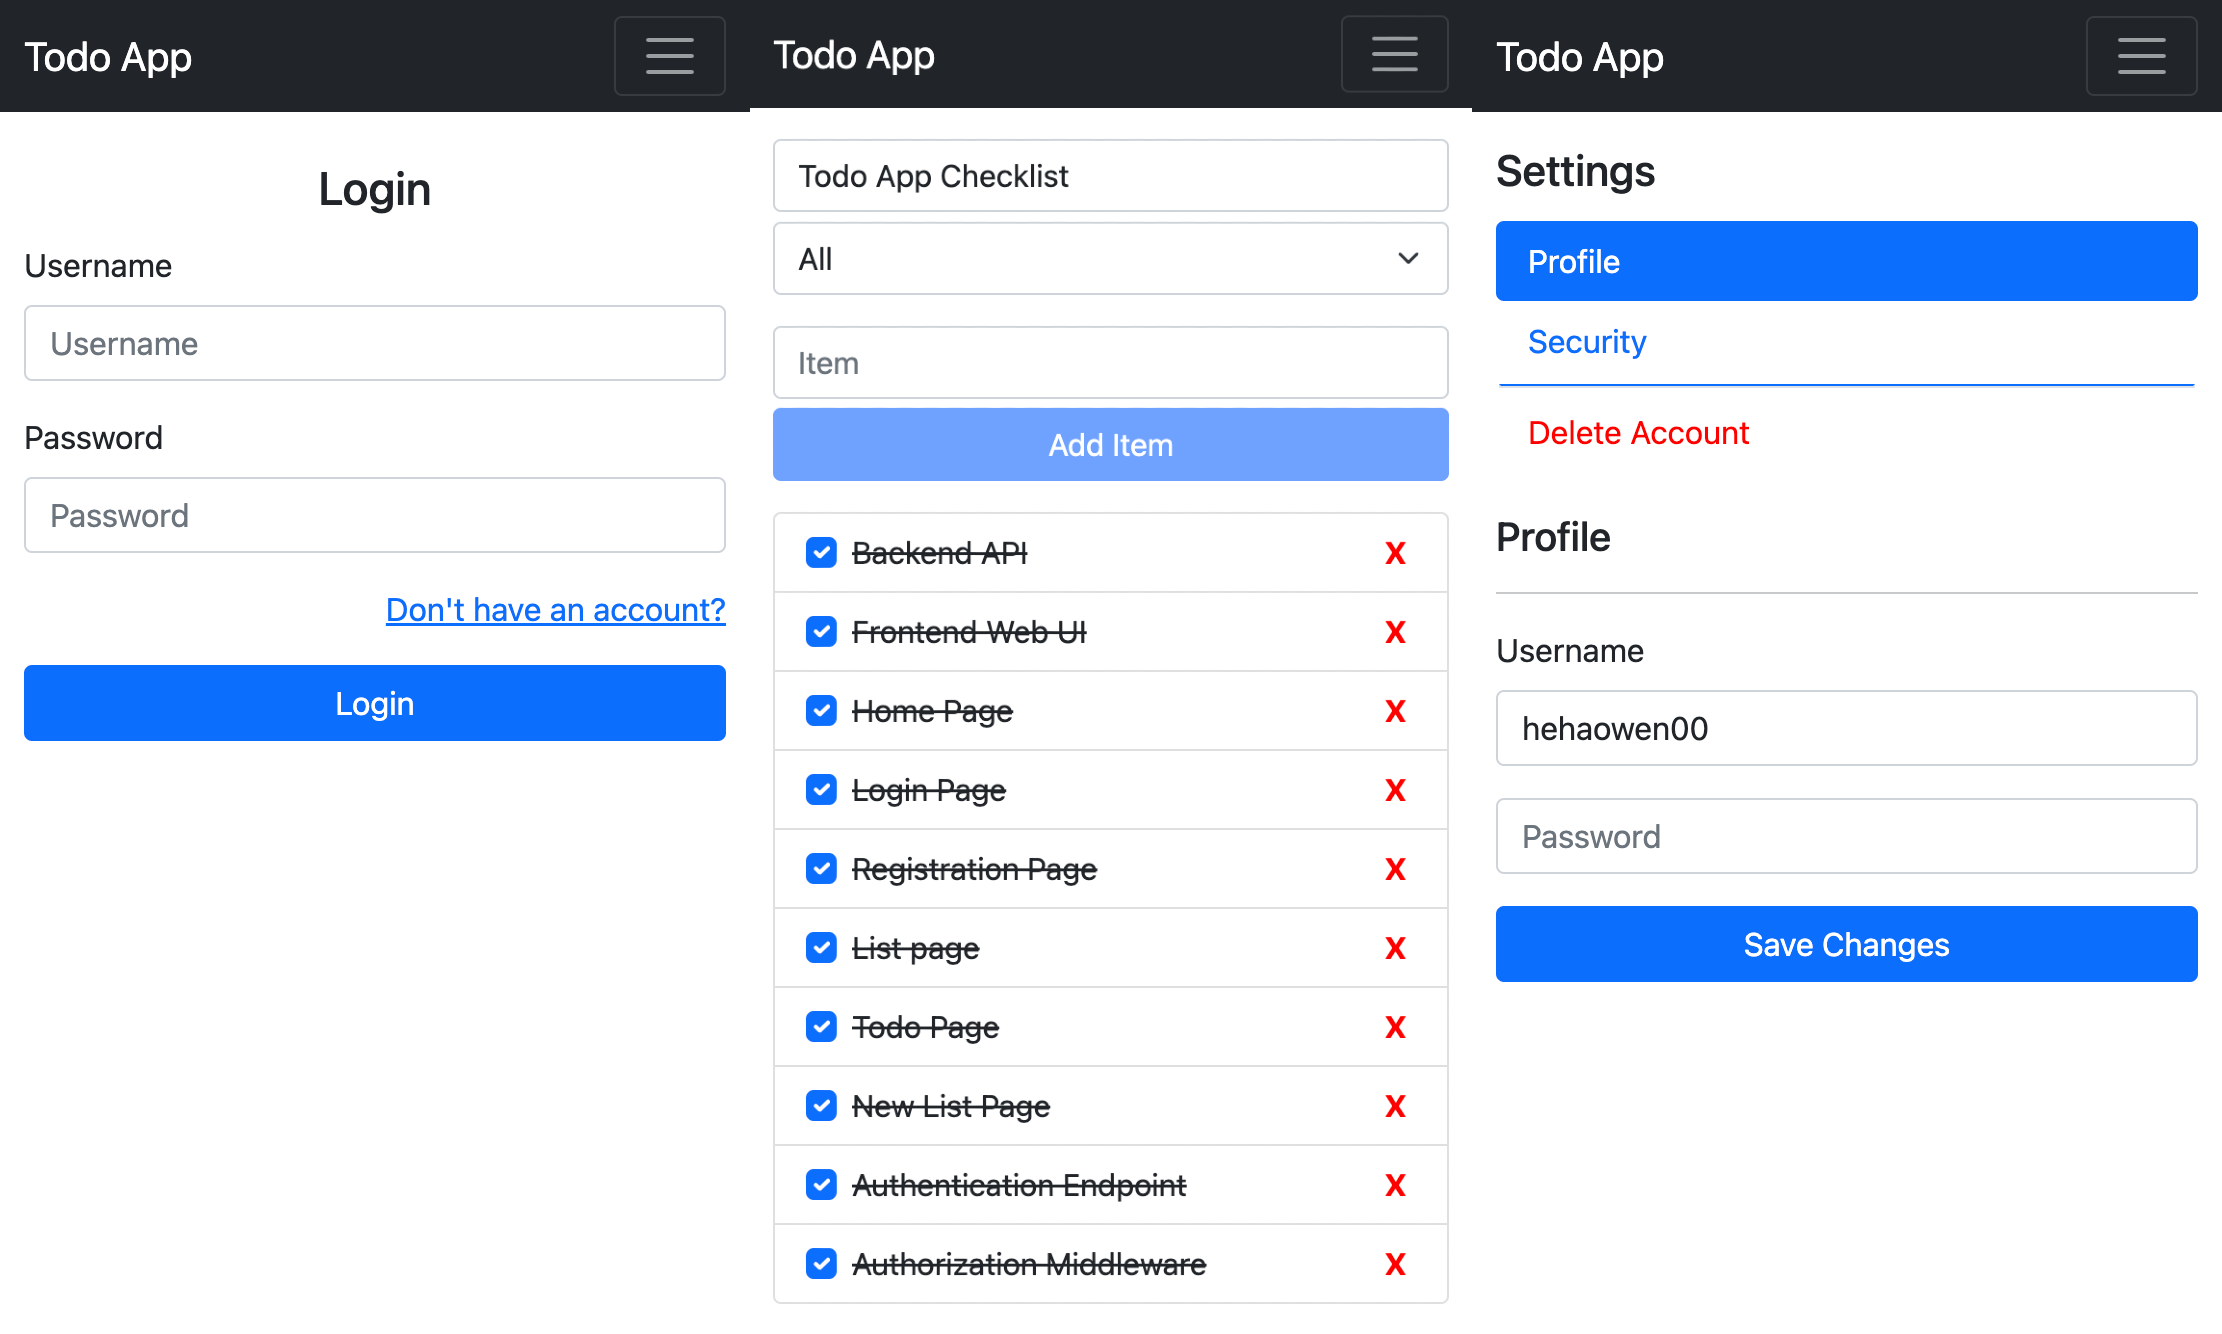 Todo App
Login
Username
Username
Password
Password
Don't have an account?
Login
Todo App
Todo App Checklist
All
Item
Add Item
Backend API X
Frontend Web UI X
Home Page X
Login Page X
Registration Page X
List page X
Todo Page X
New List Page X
Authentication Endpoint X
Authorization Middleware X
Todo App
Settings
Profile
Security
Delete Account
Profile
Username
hehaowen00
Password
Save Changes